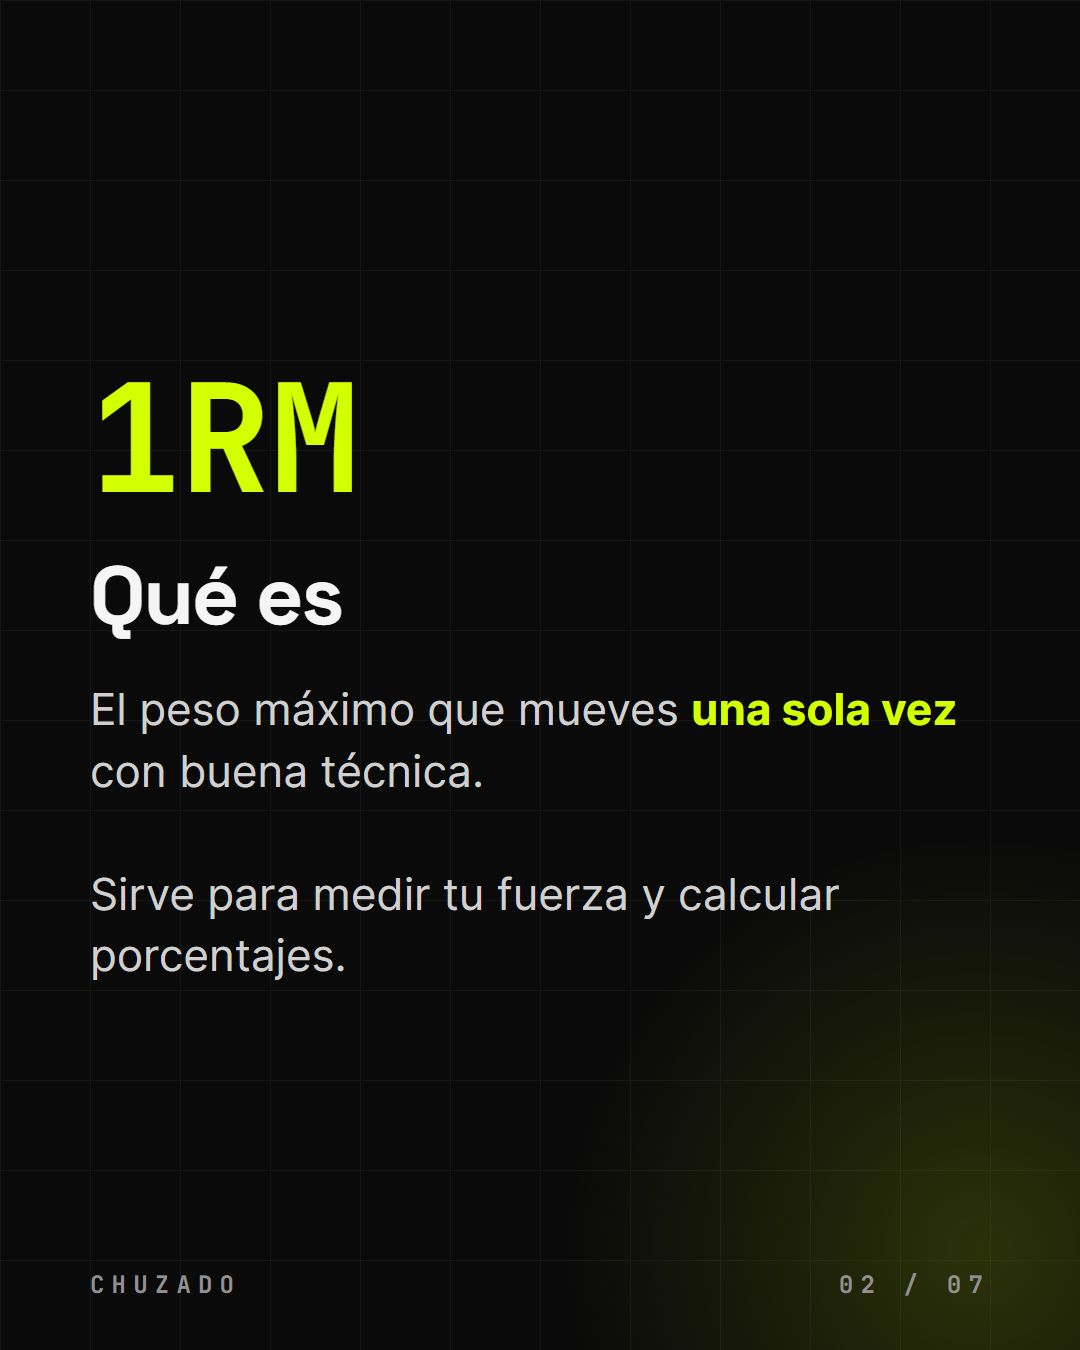 1RM
Qué es
El peso máximo que mueves una sola vez
con buena técnica.
Sirve para medir tu fuerza y calcular
porcentajes.
CHUZADO
02 / 07